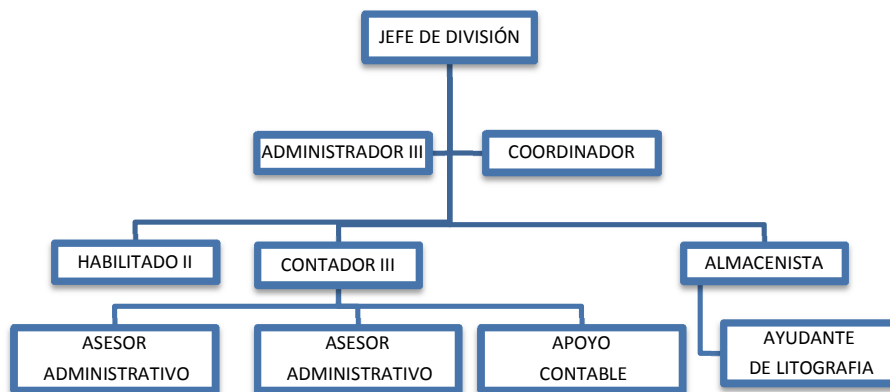 JEFE DE DIVISIÓN
ADMINISTRADOR III
COORDINADOR
HABILITADO II
CONTADOR III
ALMACENISTA
ASESOR
ADMINISTRATIVO
ASESOR
ADMINISTRATIVO
APOYO
CONTABLE
AYUDANTE
DE LITOGRAFIA